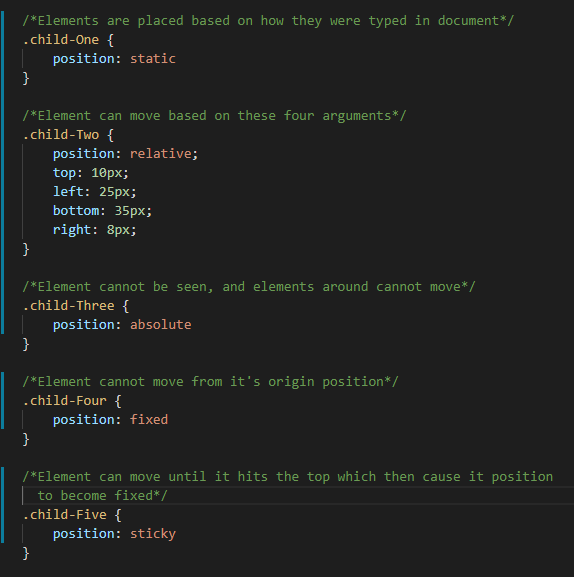 /*Elements are placed based on how they were typed in document*/
.child-One {
    position: static
}
/*Element can move based on these four arguments*/
.child-Two {
    position: relative;
    top: 10px;
    left: 25px;
    bottom: 35px;
    right: 8px;
}
/*Element cannot be seen, and elements around cannot move*/
.child-Three {
    position: absolute
}
/*Element cannot move from it's origin position*/
.child-Four {
    position: fixed
}
/*Element can move until it hits the top which then cause it position
  to become fixed*/
.child-Five {
    position: sticky
}